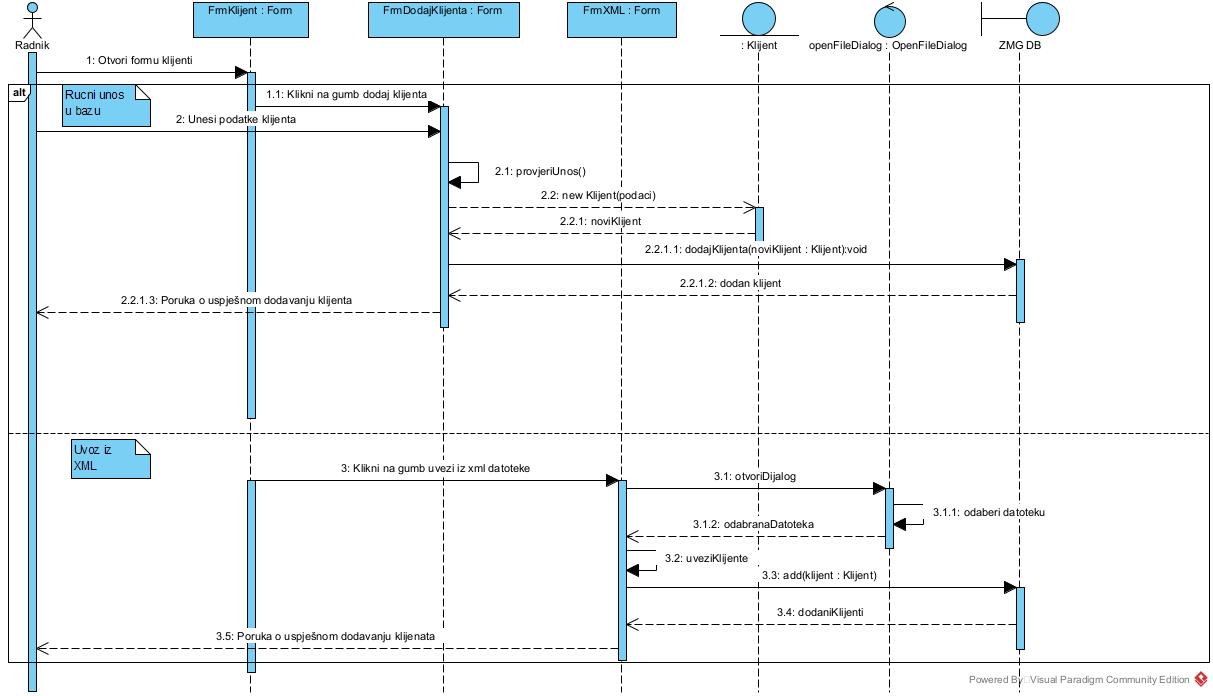 FrmKlijent : Form
FrmDodajKlijenta : Form
FrmXML : Form
Radnik
: Klijent
openFileDialog : OpenFileDialog
ZMG DB
1: Otvori formu klijenti
alt
Rucni unos
u bazu
1.1: Klikni na gumb dodaj klijenta
2: Unesi podatke klijenta
2.1: provjeriUnos()
2.2: new Klijent(podaci)
2.2.1: noviKlijent
2.2.1.1: dodajKlijenta(noviKlijent : Klijent):void
2.2.1.2: dodan klijent
2.2.1.3: Poruka o uspješnom dodavanju klijenta
Uvoz iz
XML
3: Klikni na gumb uvezi iz xml datoteke
3.1: otvoriDijalog
3.1.1: odaberi datoteku
3.1.2: odabranaDatoteka
3.2: uveziKlijente
3.3: add(klijent : Klijent)
3.4: dodaniKlijenti
3.5: Poruka o uspješnom dodavanju klijenata
Powered By Visual Paradigm Community Edition